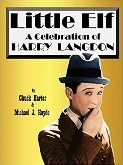 Little Elf
A Celebration of
HARRY LANGDON
by
Chuck Harter
&
Michael J. Hayde